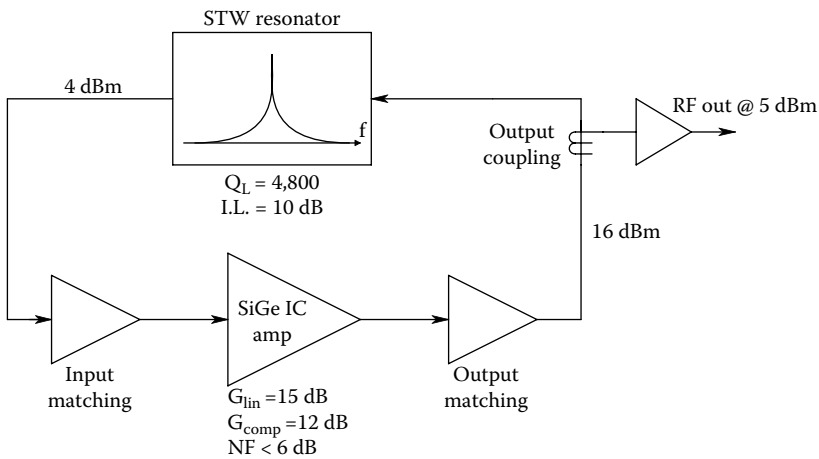 STW resonator
4 dBm
f
Q_L = 4,800
I.L. = 10 dB
Output
coupling
RF out @ 5 dBm
16 dBm
Input
matching
SiGe IC
amp
G_lin =15 dB
G_comp =12 dB
NF < 6 dB
Output
matching